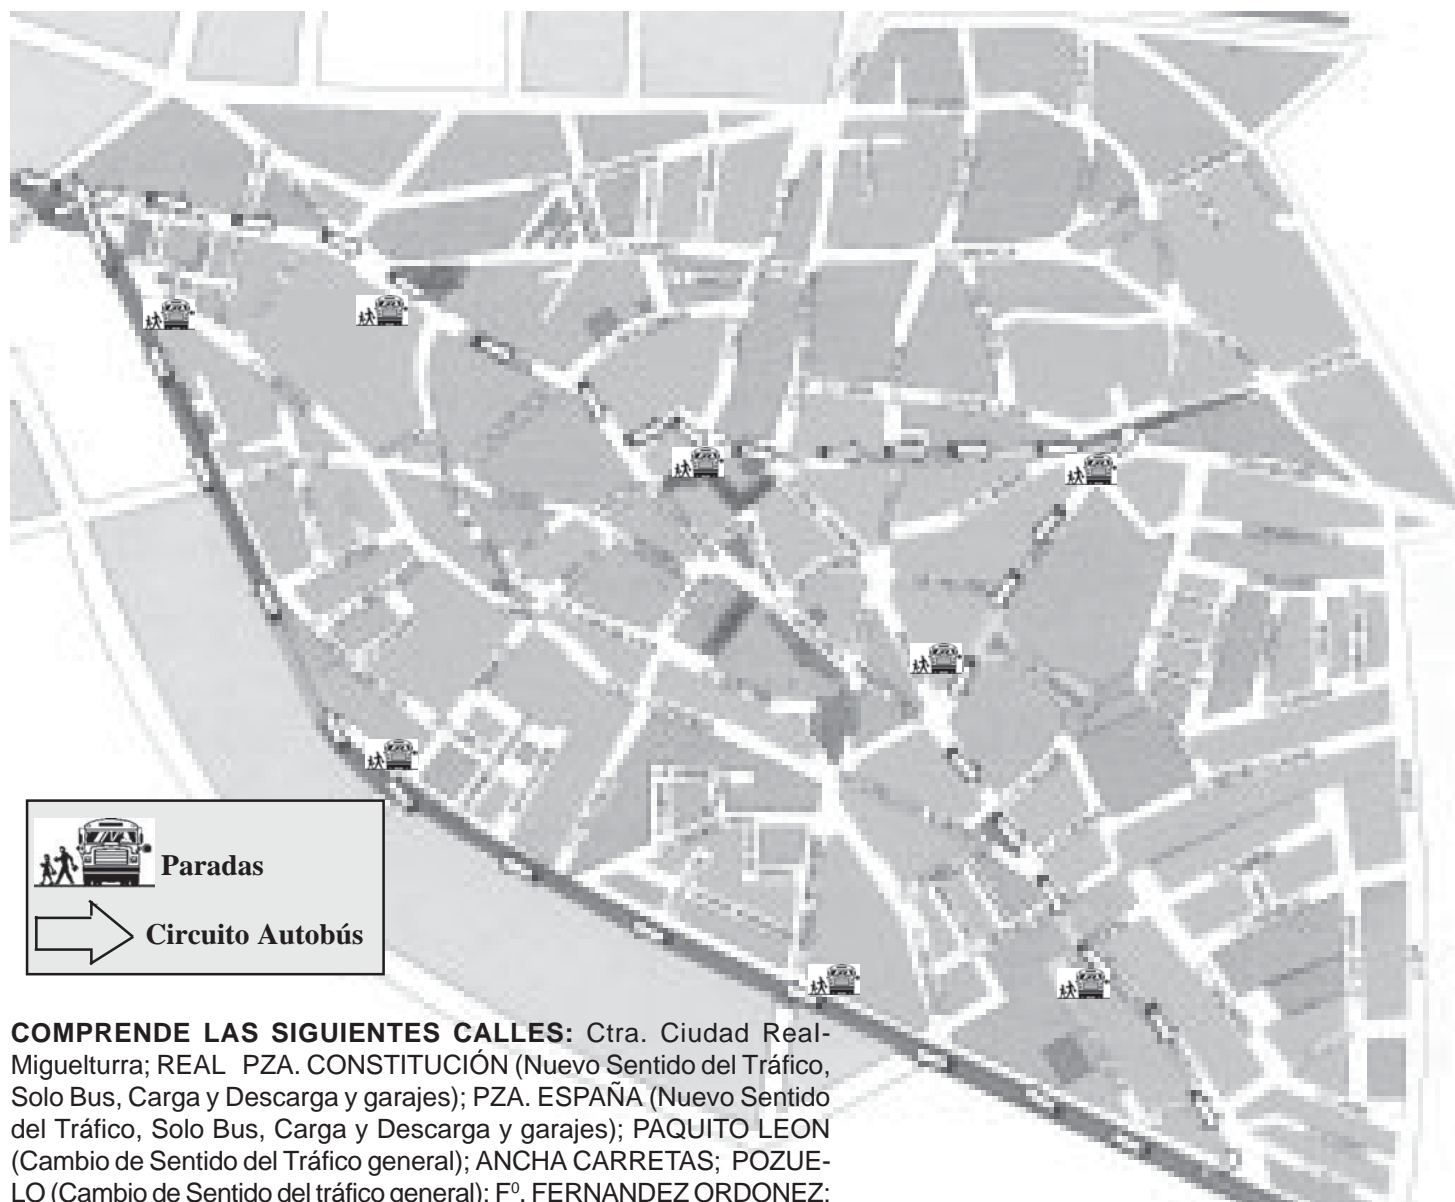 Paradas
Circuito Autobús
COMPRENDE LAS SIGUIENTES CALLES: Ctra. Ciudad Real-
Miguelturra; REAL PZA. CONSTITUCIÓN (Nuevo Sentido del Tráfico,
Solo Bus, Carga y Descarga y garajes); PZA. ESPAÑA (Nuevo Sentido
del Tráfico, Solo Bus, Carga y Descarga y garajes); PAQUITO LEON
(Cambio de Sentido del Tráfico general); ANCHA CARRETAS; POZUE-
LO (Cambio de Sentido del tráfico general); Fº. FERNANDEZ ORDONEZ;